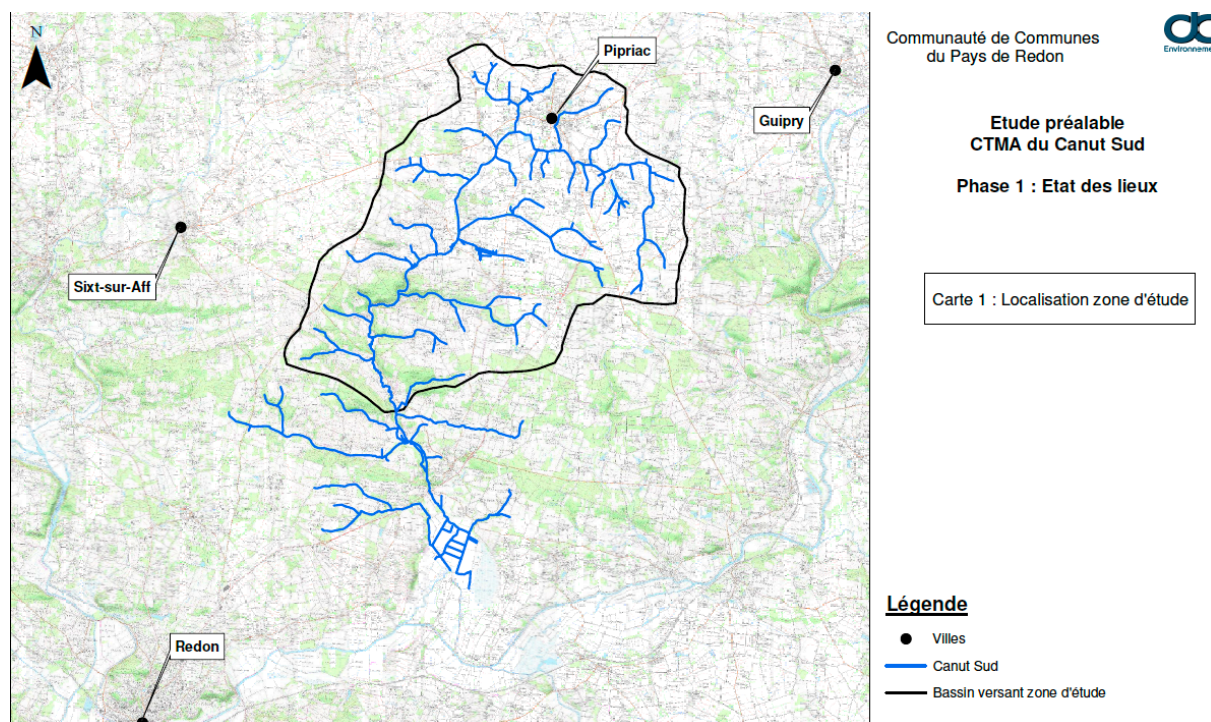 N
Pipriac
Guipry
Sixt-sur-Aff
Redon
Communauté de Communes
du Pays de Redon
Environneme
Etude préalable
CTMA du Canut Sud
Phase 1 : Etat des lieux
Carte 1 : Localisation zone d'étude
Légende
Villes
Canut Sud
Bassin versant zone d'étude